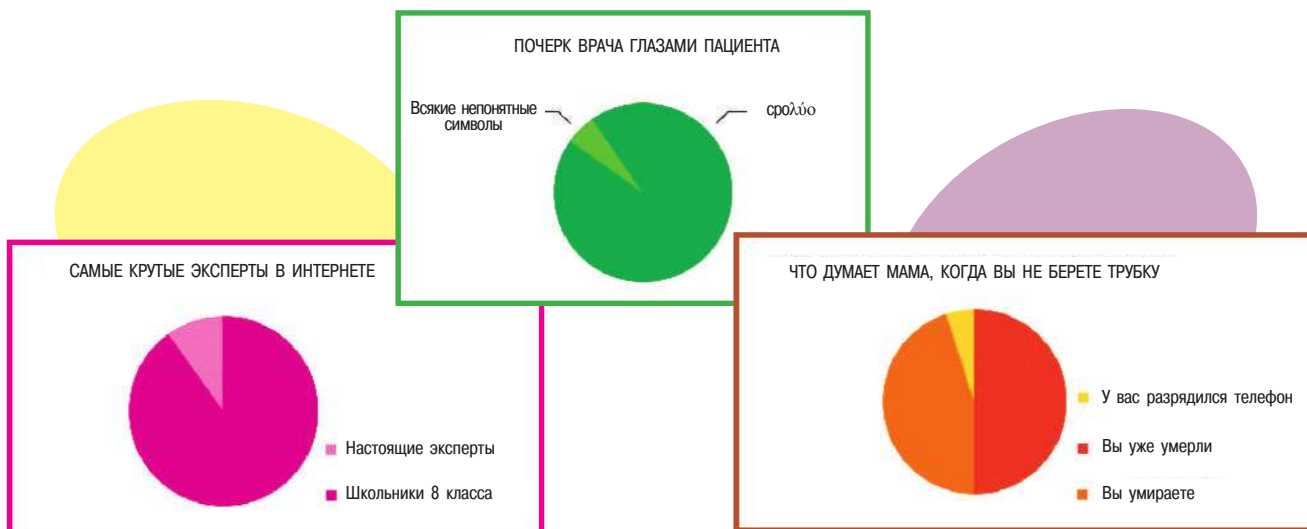 ПОЧЕРК ВРАЧА ГЛАЗАМИ ПАЦИЕНТА
Всякие непонятные
символы
сρолύо
САМЫЕ КРУТЫЕ ЭКСПЕРТЫ В ИНТЕРНЕТЕ
Настоящие эксперты
Школьники 8 класса
ЧТО ДУМАЕТ МАМА, КОГДА ВЫ НЕ БЕРЕТЕ ТРУБКУ
У вас разрядился телефон
Вы уже умерли
Вы умираете